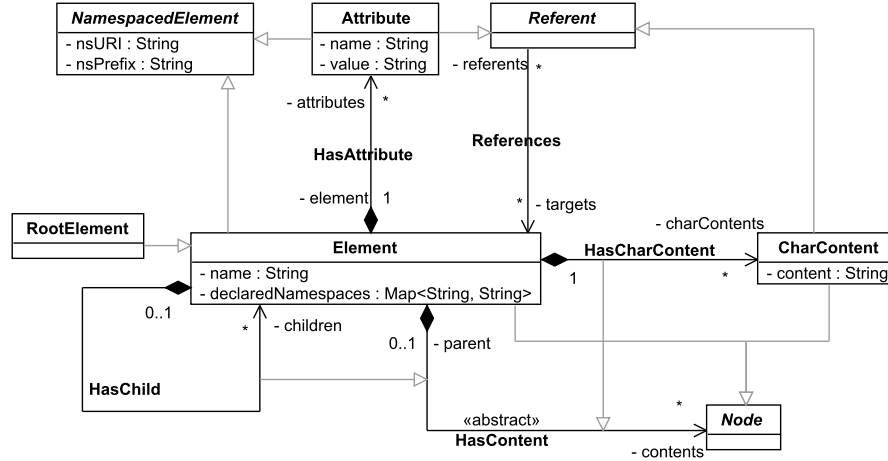 NamespacedElement
- nsURI : String
- nsPrefix : String
Attribute
- name : String
- value : String
Referent
- referents
*
- attributes
*
HasAttribute
References
- element
1
*
- targets
RootElement
Element
- name : String
- declaredNamespaces : Map<String, String>
- charContents
HasCharContent
1
*
CharContent
- content : String
0..1
*
- children
0..1
- parent
HasChild
«abstract»
HasContent
*
- contents
Node